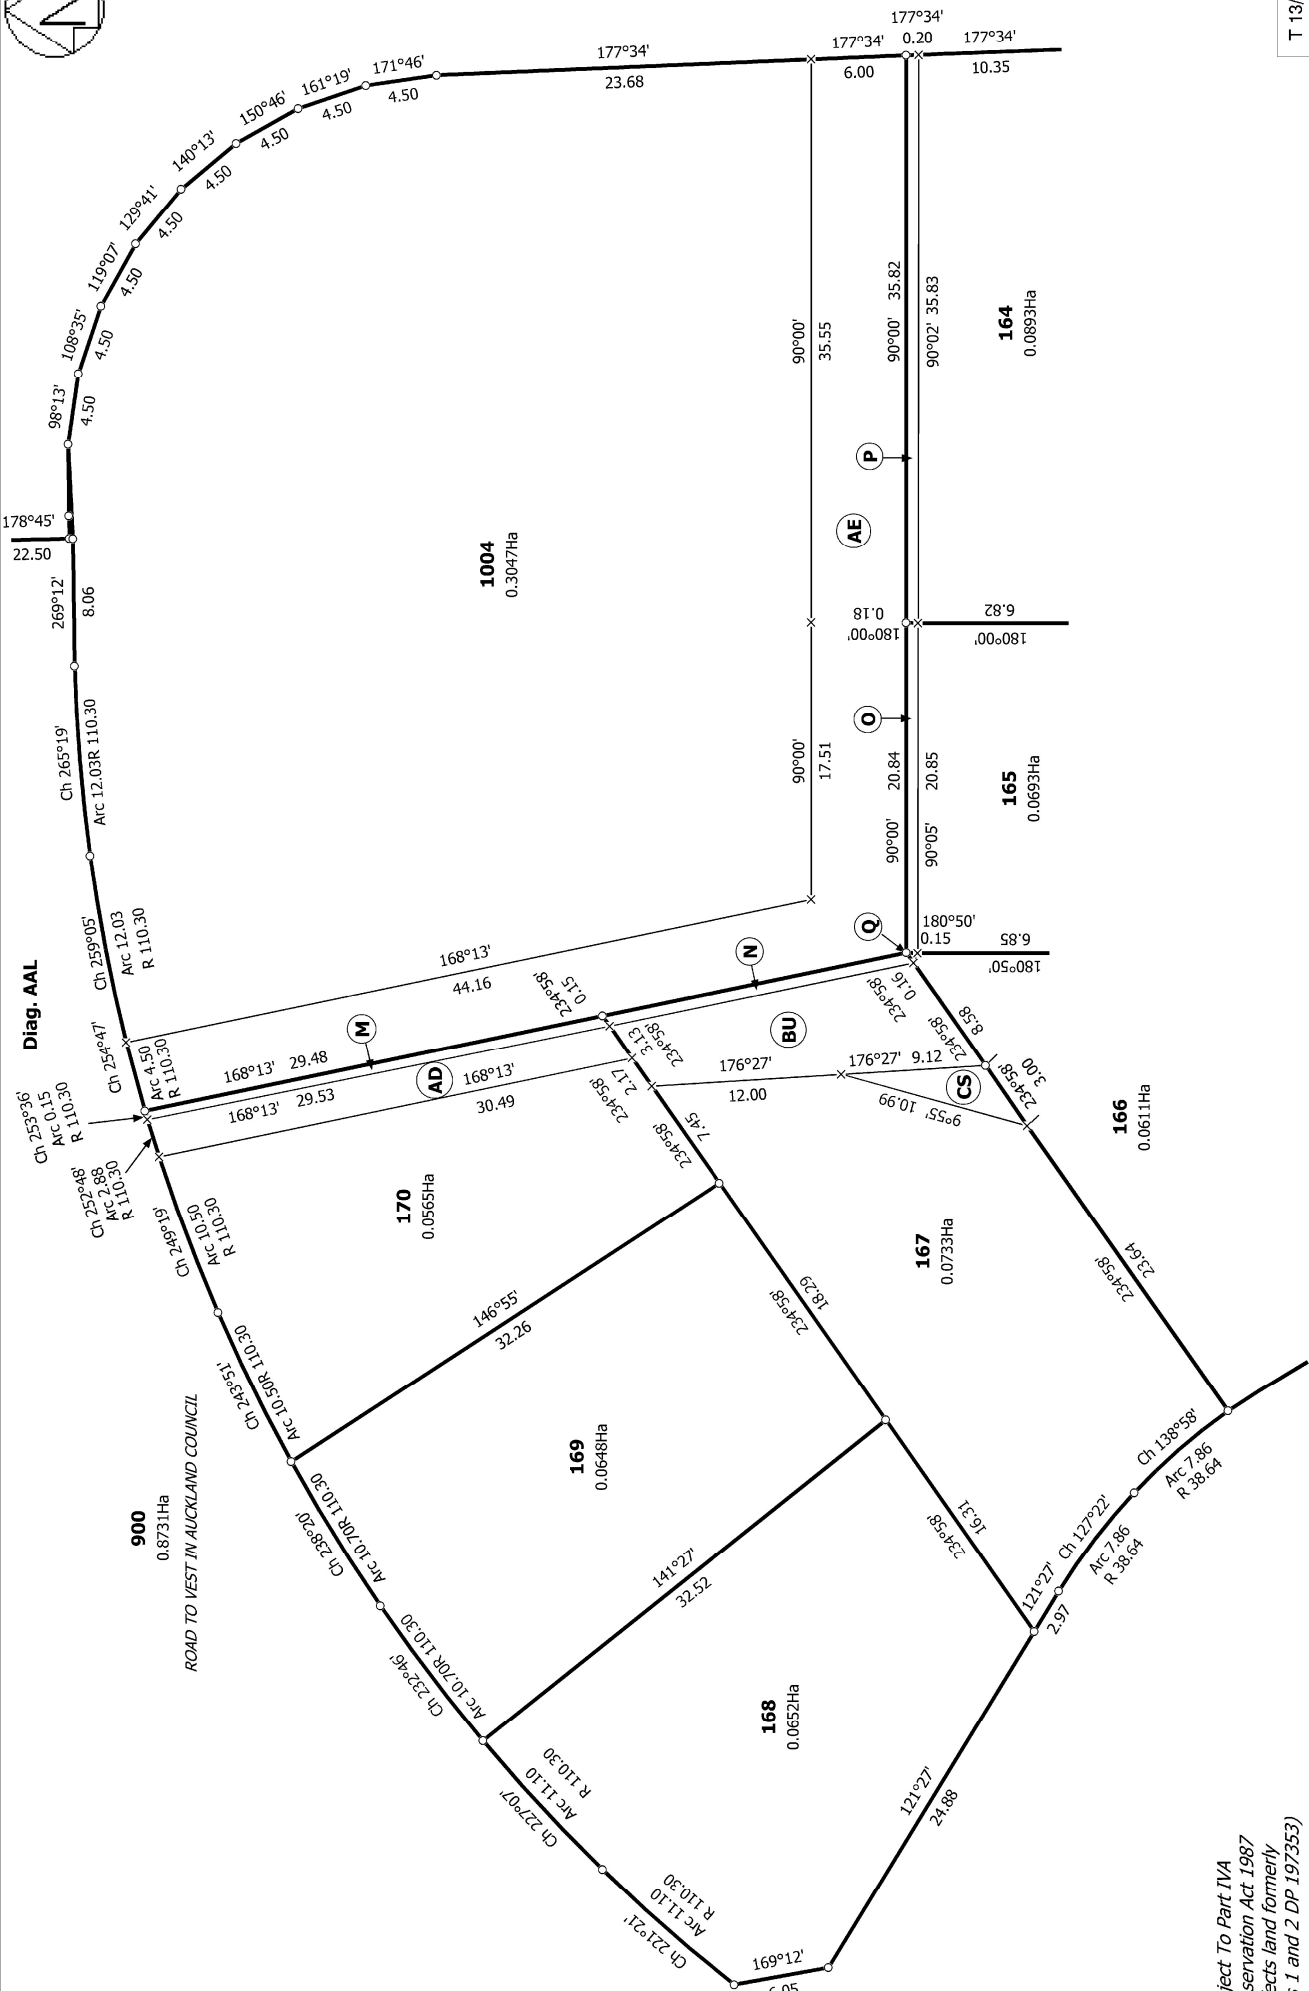 T 13/
177°34'
0.20
177°34'
6.00
177°34'
10.35
177°34'
23.68
171°46'
4.50
161°19'
4.50
150°46'
4.50
140°13'
4.50
129°41'
4.50
119°07'
4.50
108°35'
4.50
98°13'
4.50
178°45'
22.50
269°12'
8.06
Ch 265°19'
Arc 12.03R 110.30
Ch 259°05'
Arc 12.03
R 110.30
Diag. AAL
Ch 254°47'
Arc 4.50
R 110.30
Ch 253°36'
Arc 0.15
R 110.30
Ch 252°48'
Arc 2.88
R 110.30
Ch 249°19'
Arc 10.50
R 110.30
Ch 243°51'
Arc 10.50R 110.30
Ch 238°20'
Arc 10.70R 110.30
Ch 232°46'
Arc 10.70R 110.30
Ch 227°07'
Arc 11.10
R 110.30
Ch 221°21'
Arc 11.10
R 110.30
169°12'
900
0.8731Ha
ROAD TO VEST IN AUCKLAND COUNCIL
1004
0.3047Ha
90°00'
35.55
90°00'
17.51
90°00'
35.82
90°02'
35.83
P
AE
O
180°00'
0.18
180°00'
6.82
90°00'
20.84
90°05'
20.85
Q
180°50'
0.15
180°50'
6.85
164
0.0893Ha
165
0.0693Ha
166
0.0611Ha
168°13'
44.16
M
N
168°13'
29.48
168°13'
29.53
AD
168°13'
30.49
234°58'
0.15
234°58'
3.13
234°58'
2.17
234°58'
7.45
BU
234°58'
0.16
234°58'
8.58
176°27'
12.00
176°27'
9.12
CS
9°55'
10.99
234°58'
3.00
234°58'
23.64
170
0.0565Ha
146°55'
32.26
234°58'
18.29
167
0.0733Ha
169
0.0648Ha
141°27'
32.52
234°58'
16.31
168
0.0652Ha
121°27'
24.88
121°27'
2.97
Ch 127°22'
Arc 7.86
R 38.64
Ch 138°58'
Arc 7.86
R 38.64
ject To Part IVA
servation Act 1987
ects land formerly
s 1 and 2 DP 197353)